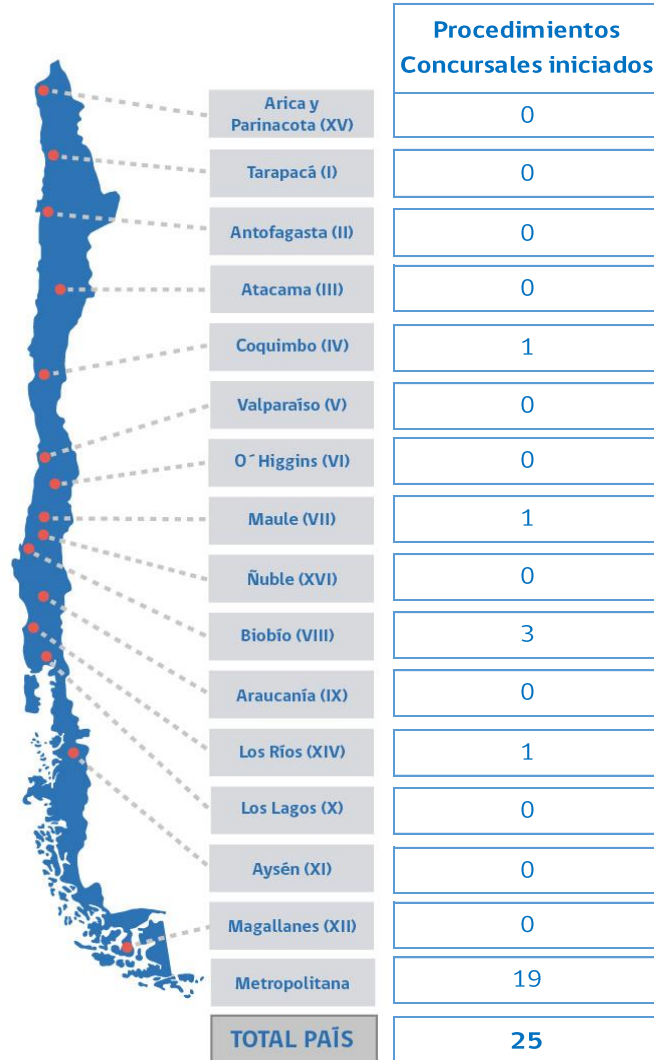 Procedimientos
Concursales iniciados
Arica y
Parinacota (XV)
0
Tarapacá (I)
0
Antofagasta (II)
0
Atacama (III)
0
Coquimbo (IV)
1
Valparaíso (V)
0
O´Higgins (VI)
0
Maule (VII)
1
Ñuble (XVI)
0
Biobío (VIII)
3
Araucanía (IX)
0
Los Ríos (XIV)
1
Los Lagos (X)
0
Aysén (XI)
0
Magallanes (XII)
0
Metropolitana
19
TOTAL PAÍS
25